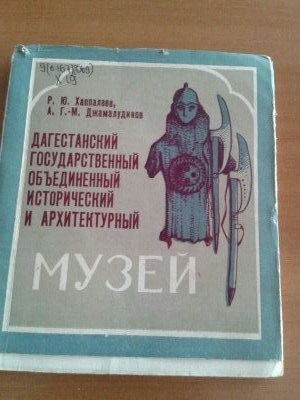 Р. Ю. Хаппалаев,
А. Г.-М. Джамалудинов
ДАГЕСТАНСКИЙ
ГОСУДАРСТВЕННЫЙ
ОБЪЕДИНЕННЫЙ
ИСТОРИЧЕСКИЙ
И АРХИТЕКТУРНЫЙ
МУЗЕЙ